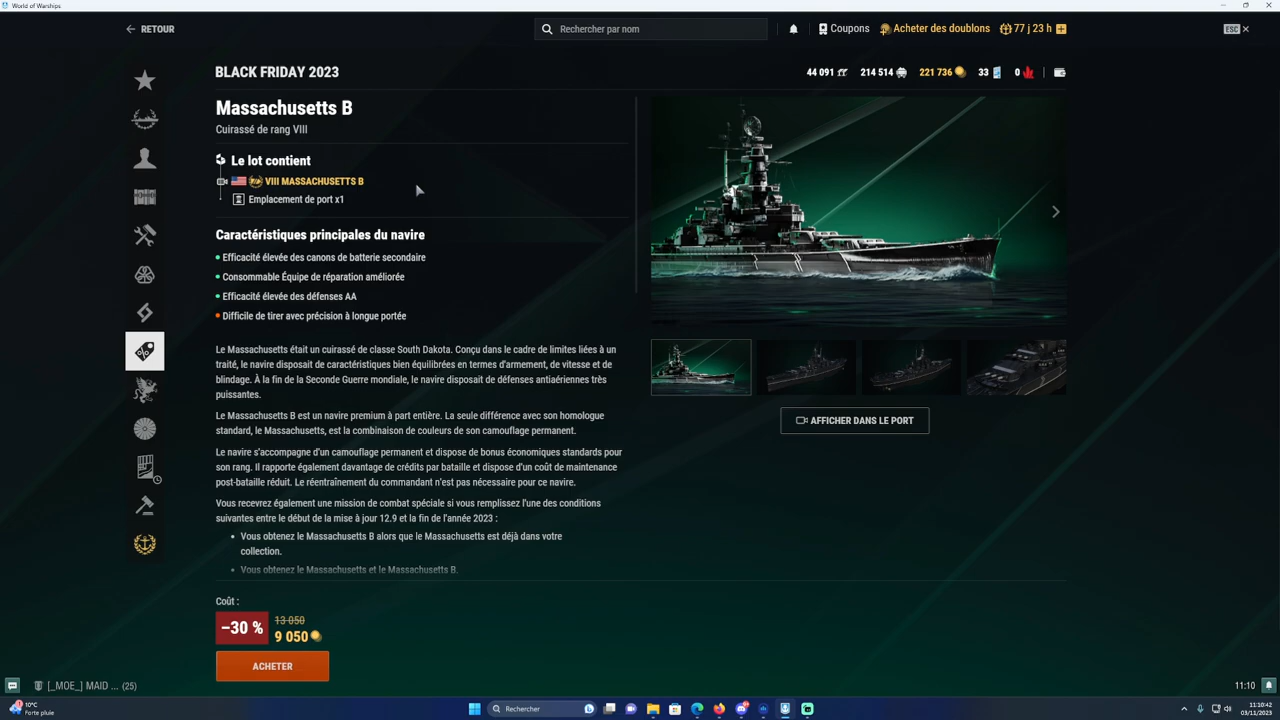 World of Warships
RETOUR
Rechercher par nom
Coupons
Acheter des doublons
77 j 23 h
ESC
BLACK FRIDAY 2023
44 091
214 514
221 736
33
0
Massachusetts B
Cuirassé de rang VIII
Le lot contient
VIII MASSACHUSETTS B
Emplacement de port x1
Caractéristiques principales du navire
Efficacité élevée des canons de batterie secondaire
Consommable Équipe de réparation améliorée
Efficacité élevée des défenses AA
Difficile de tirer avec précision à longue portée
Le Massachusetts était un cuirassé de classe South Dakota. Conçu dans le cadre de limites liées à un
traité, le navire disposait de caractéristiques bien équilibrées en termes d'armement, de vitesse et de
blindage. À la fin de la Seconde Guerre mondiale, le navire disposait de défenses antiaériennes très
puissantes.
Le Massachusetts B est un navire premium à part entière. La seule différence avec son homologue
standard, le Massachusetts, est la combinaison de couleurs de son camouflage permanent.
Le navire s'accompagne d'un camouflage permanent et dispose de bonus économiques standards pour
son rang. Il rapporte également davantage de crédits par bataille et dispose d'un coût de maintenance
post-bataille réduit. Le réentraînement du commandant n'est pas nécessaire pour ce navire.
Vous recevrez également une mission de combat spéciale si vous remplissez l'une des conditions
suivantes entre le début de la mise à jour 12.9 et la fin de l'année 2023 :
• Vous obtenez le Massachusetts B alors que le Massachusetts est déjà dans votre
collection.
• Vous obtenez le Massachusetts et le Massachusetts B.
AFFICHER DANS LE PORT
Coût :
−30 %
13 050
9 050
ACHETER
[_MOE_] MAID ... (25)
11:10
10°C
Forte pluie
Rechercher
11:10:42
03/11/2023